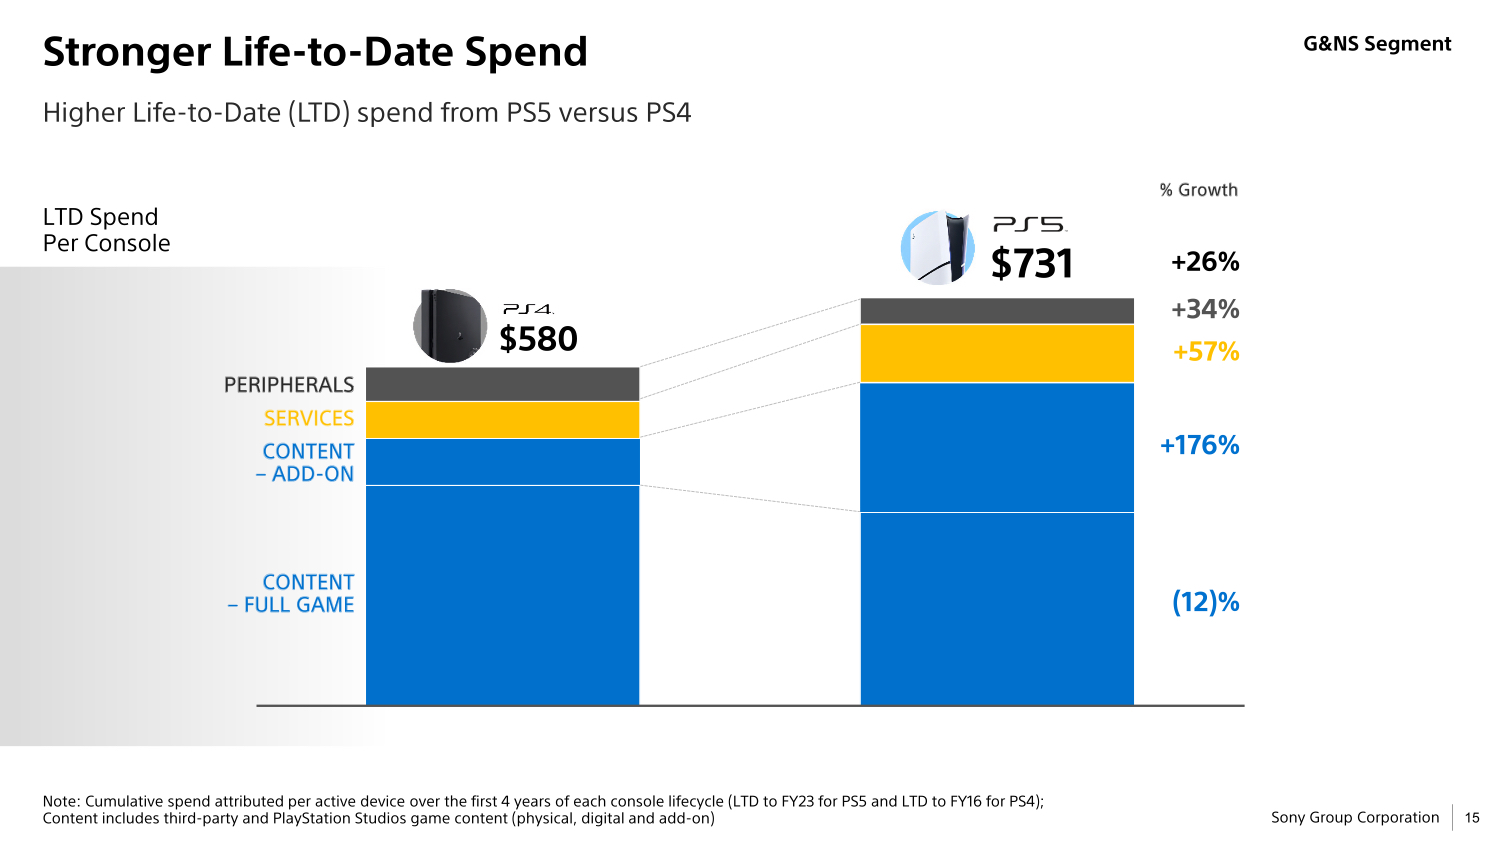 Stronger Life-to-Date Spend
G&NS Segment
Higher Life-to-Date (LTD) spend from PS5 versus PS4
% Growth
LTD Spend
Per Console
PS5
$731
+26%
PS4
$580
+34%
+57%
PERIPHERALS
SERVICES
CONTENT
– ADD-ON
+176%
CONTENT
– FULL GAME
(12)%
Note: Cumulative spend attributed per active device over the first 4 years of each console lifecycle (LTD to FY23 for PS5 and LTD to FY16 for PS4);
Content includes third-party and PlayStation Studios game content (physical, digital and add-on)
Sony Group Corporation
15